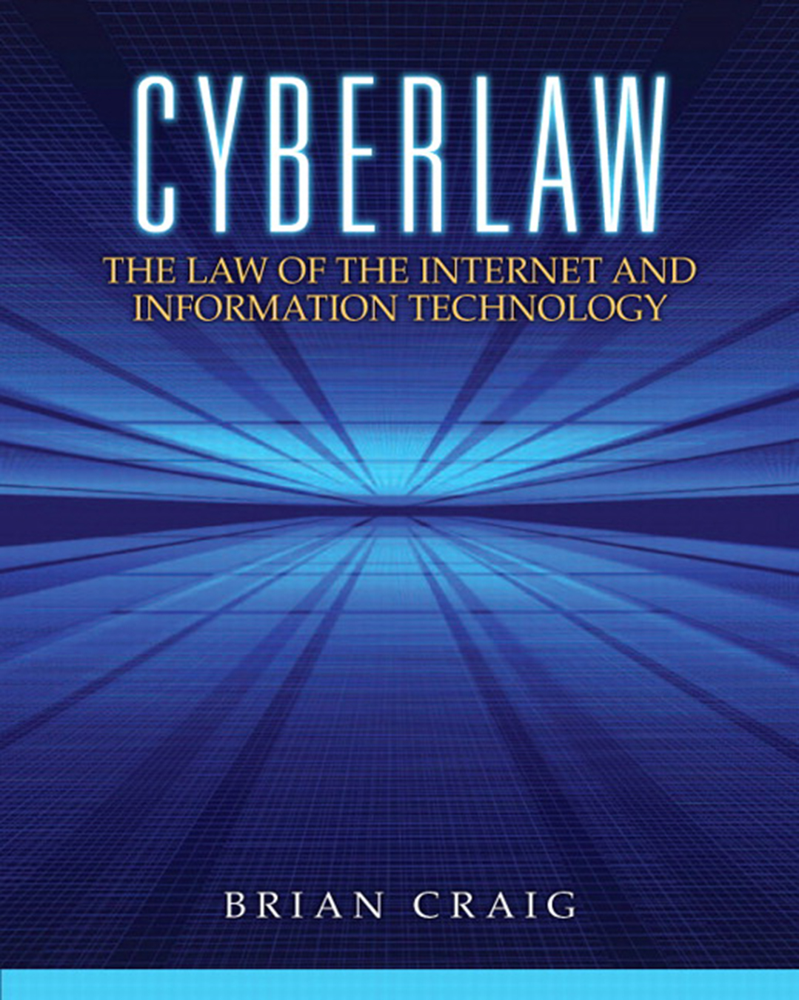 CYBERLAW
THE LAW OF THE INTERNET AND
INFORMATION TECHNOLOGY
BRIAN CRAIG